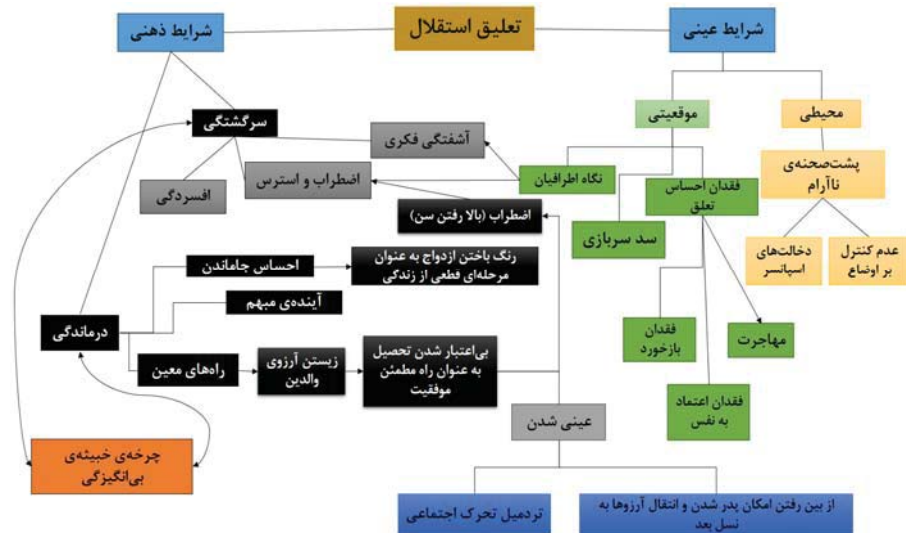 تعلیق استقلال
شرایط عینی
شرایط ذهنی
محیطی
موقعیتی
سرگشتگی
آشفتگی فکری
پشت‌صحنه‌ی
ناآرام
نگاه اطرافیان
فقدان احساس
تعلق
اضطراب و استرس
افسردگی
اضطراب (بالا رفتن سن)
سد سربازی
دخالت‌های
اسپانسر
عدم کنترل
بر اوضاع
رنگ باختن ازدواج به عنوان
مرحله‌ای قطعی از زندگی
احساس جاماندن
آینده‌ی مبهم
درماندگی
فقدان
بازخورد
مهاجرت
راه‌های معین
زیستن آرزوی
والدین
بی‌اعتبار شدن تحصیل
به عنوان راه مطمئن
موفقیت
فقدان اعتماد
به نفس
عینی شدن
چرخه‌ی خبیثه‌ی
بی‌انگیزگی
از بین رفتن امکان پدر شدن و انتقال آرزوها به
نسل بعد
تردمیل تحرک اجتماعی